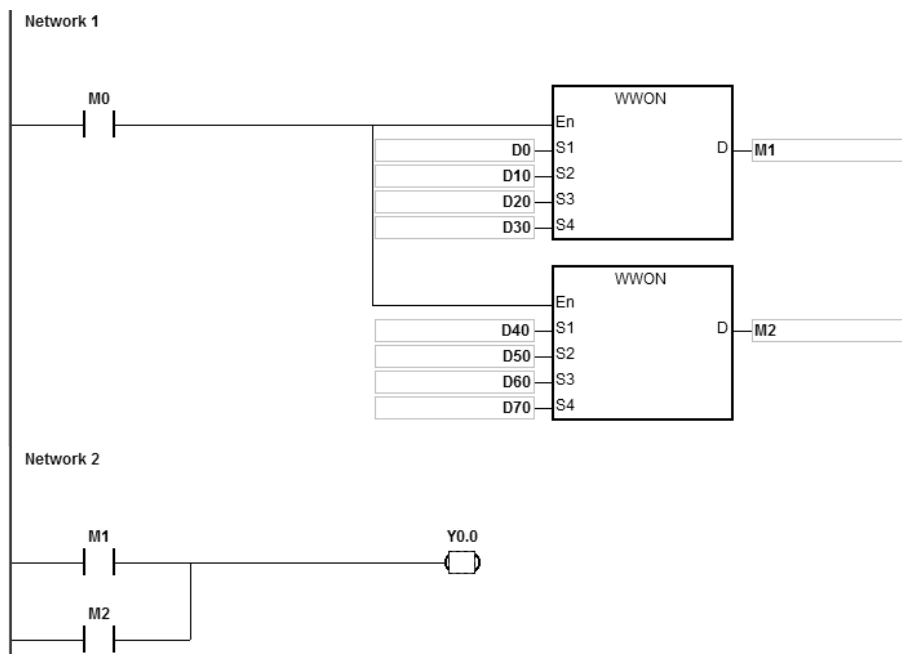 Network 1
M0
WWON
En
D0 S1 D M1
D10 S2
D20 S3
D30 S4
WWON
En
D40 S1 D M2
D50 S2
D60 S3
D70 S4
Network 2
M1 Y0.0
M2